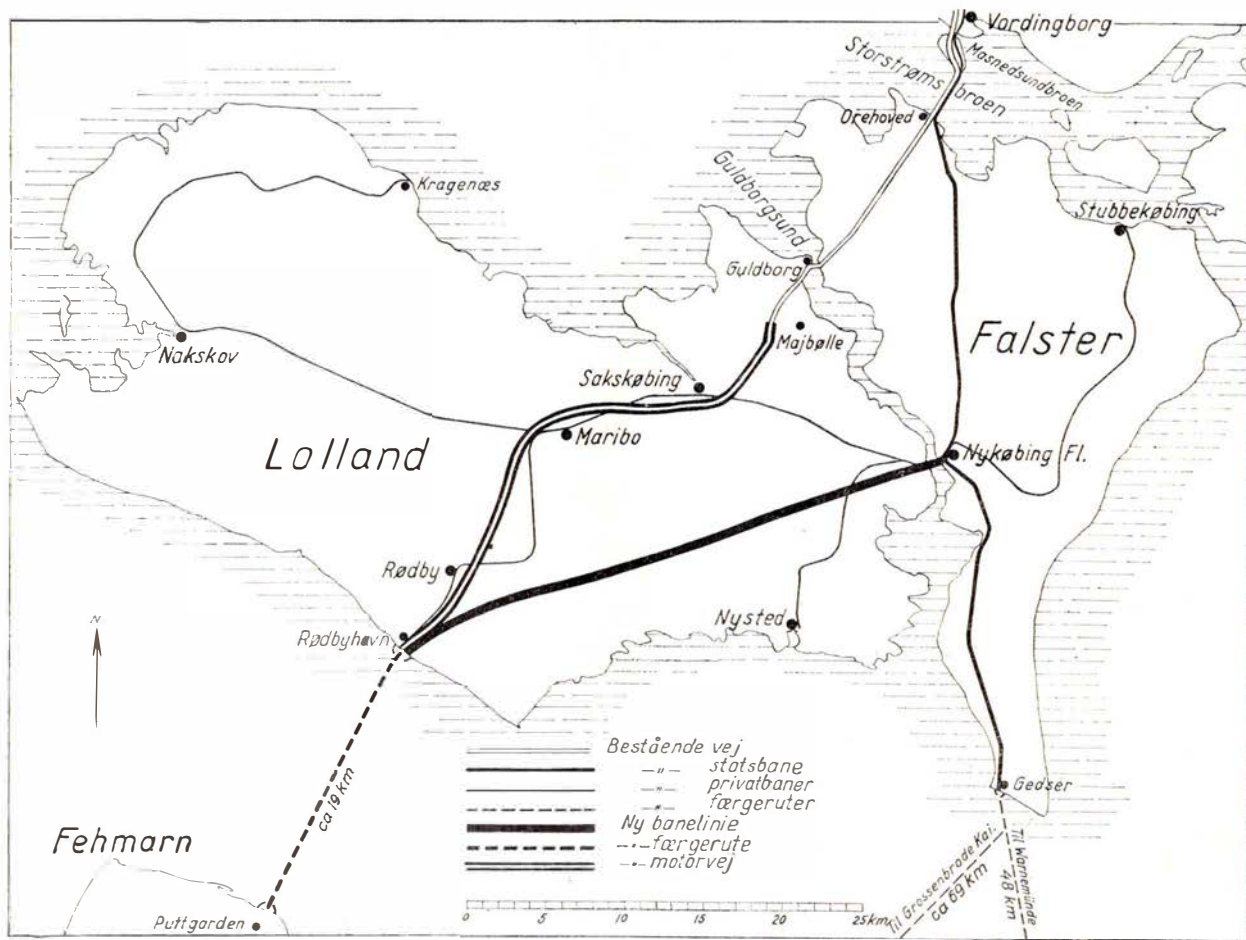 Vordingborg
Masnedsundbroen
Storstrømsbroen
Orehoved
Guldborgsund
Kragenæs
Stubbekøbing
Guldborg
Majbølle
Falster
Nakskov
Sakskøbing
Maribo
Lolland
Nykøbing Fl.
Rødby
Nysted
Rødbyhavn
N
Bestående vej
—"— statsbane
—"— privatbaner
—"— færgeruter
Ny banelinie
—"— færgerute
—"— motorvej
Gedser
ca 19 km
Fehmarn
Puttgarden
0 5 10 15 20 25 km
Til Grossenbrode Kai.
ca 69 km
Til Warnemünde
48 km